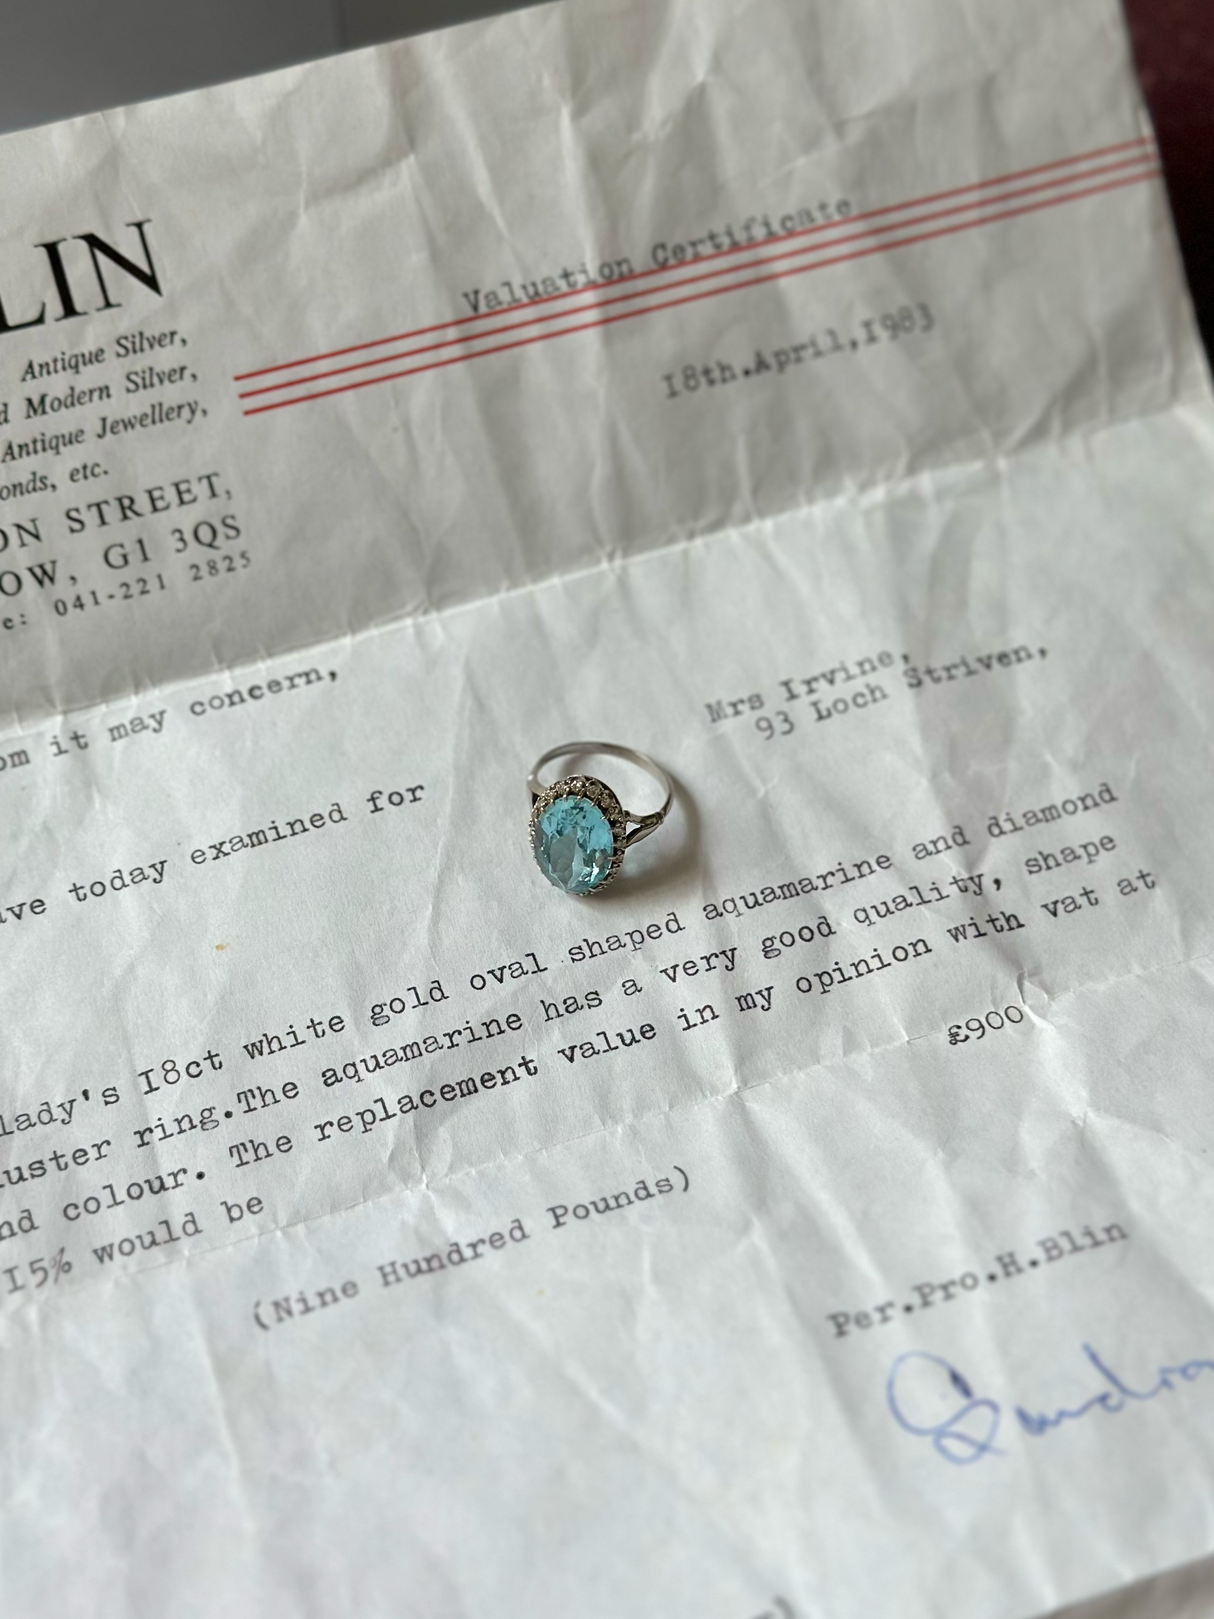 LIN
Antique Silver,
d Modern Silver,
Antique Jewellery,
onds, etc.
ON STREET,
OW, G1 3QS
e: 041-221 2825
Valuation Certificate
18th.April,1983
om it may concern,
Mrs Irvine,
93 Loch Striven,
ave today examined for
lady's 18ct white gold oval shaped aquamarine and diamond
luster ring.The aquamarine has a very good quality, shape
nd colour. The replacement value in my opinion with vat at
15% would be
£900
(Nine Hundred Pounds)
Per.Pro.H.Blin